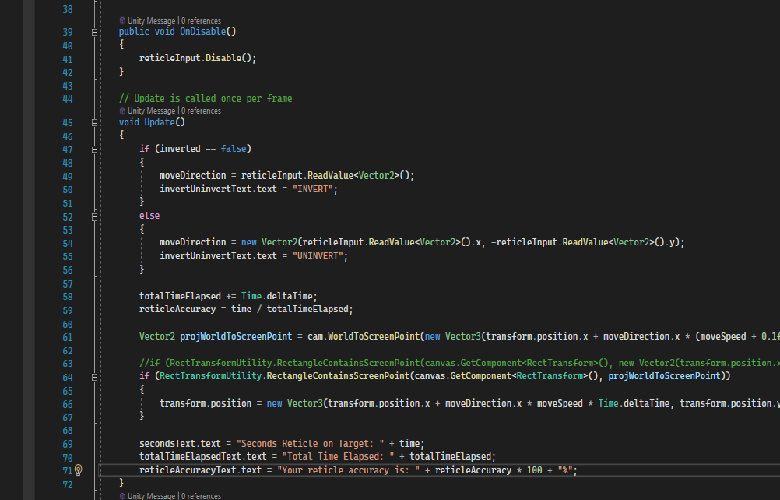 38
Unity Message | 0 references
39 public void OnDisable()
40 {
41 reticleInput.Disable();
42 }
43
44 // Update is called once per frame
Unity Message | 0 references
45 void Update()
46 {
47 if (inverted == false)
48 {
49 moveDirection = reticleInput.ReadValue<Vector2>();
50 invertUninvertText.text = "INVERT";
51 }
52 else
53 {
54 moveDirection = new Vector2(reticleInput.ReadValue<Vector2>().x, -reticleInput.ReadValue<Vector2>().y);
55 invertUninvertText.text = "UNINVERT";
56 }
57
58 totalTimeElapsed += Time.deltaTime;
59 reticleAccuracy = time / totalTimeElapsed;
60
61 Vector2 projWorldToScreenPoint = cam.WorldToScreenPoint(new Vector3(transform.position.x + moveDirection.x * (moveSpeed + 0.1f
62
63 //if (RectTransformUtility.RectangleContainsScreenPoint(canvas.GetComponent<RectTransform>(), new Vector2(transform.position.x
64 if (RectTransformUtility.RectangleContainsScreenPoint(canvas.GetComponent<RectTransform>(), projWorldToScreenPoint))
65 {
66 transform.position = new Vector3(transform.position.x + moveDirection.x * moveSpeed * Time.deltaTime, transform.position.y
67 }
68
69 secondsText.text = "Seconds Reticle on Target: " + time;
70 totalTimeElapsedText.text = "Total Time Elapsed: " + totalTimeElapsed;
71 reticleAccuracyText.text = "Your reticle accuracy is: " + reticleAccuracy * 100 + "%";
72 }
Unity Message | 0 references